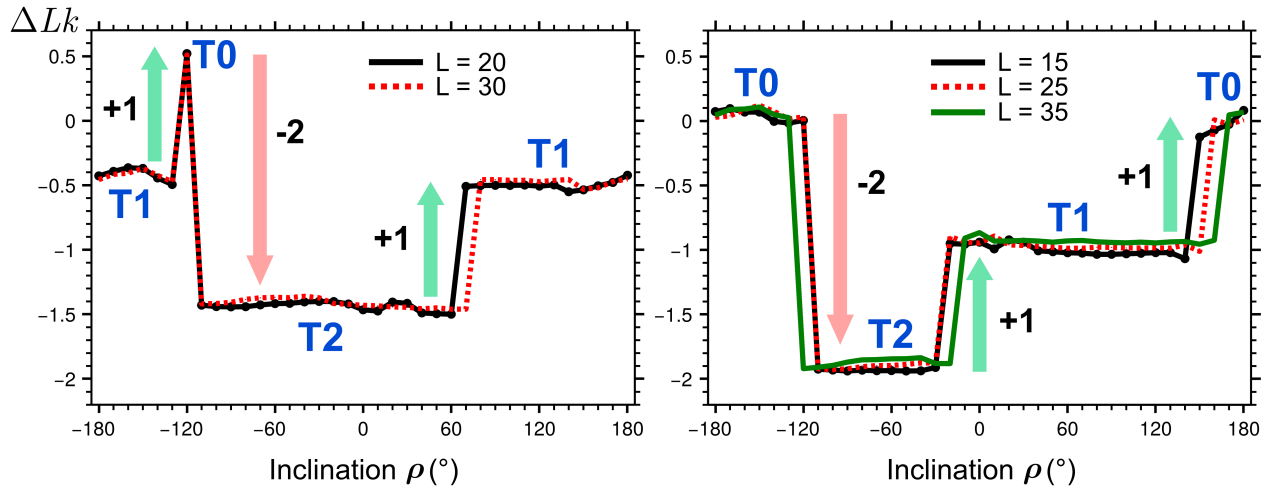 ΔLk
0.5
0
−0.5
−1
−1.5
−2
−180 −120 −60 0 60 120 180
Inclination ρ (°)
T1
+1
T0
-2
T2
+1
T1
L = 20
L = 30
0.5
0
−0.5
−1
−1.5
−2
−180 −120 −60 0 60 120 180
Inclination ρ (°)
T0
-2
T2
+1
T1
+1
T0
L = 15
L = 25
L = 35